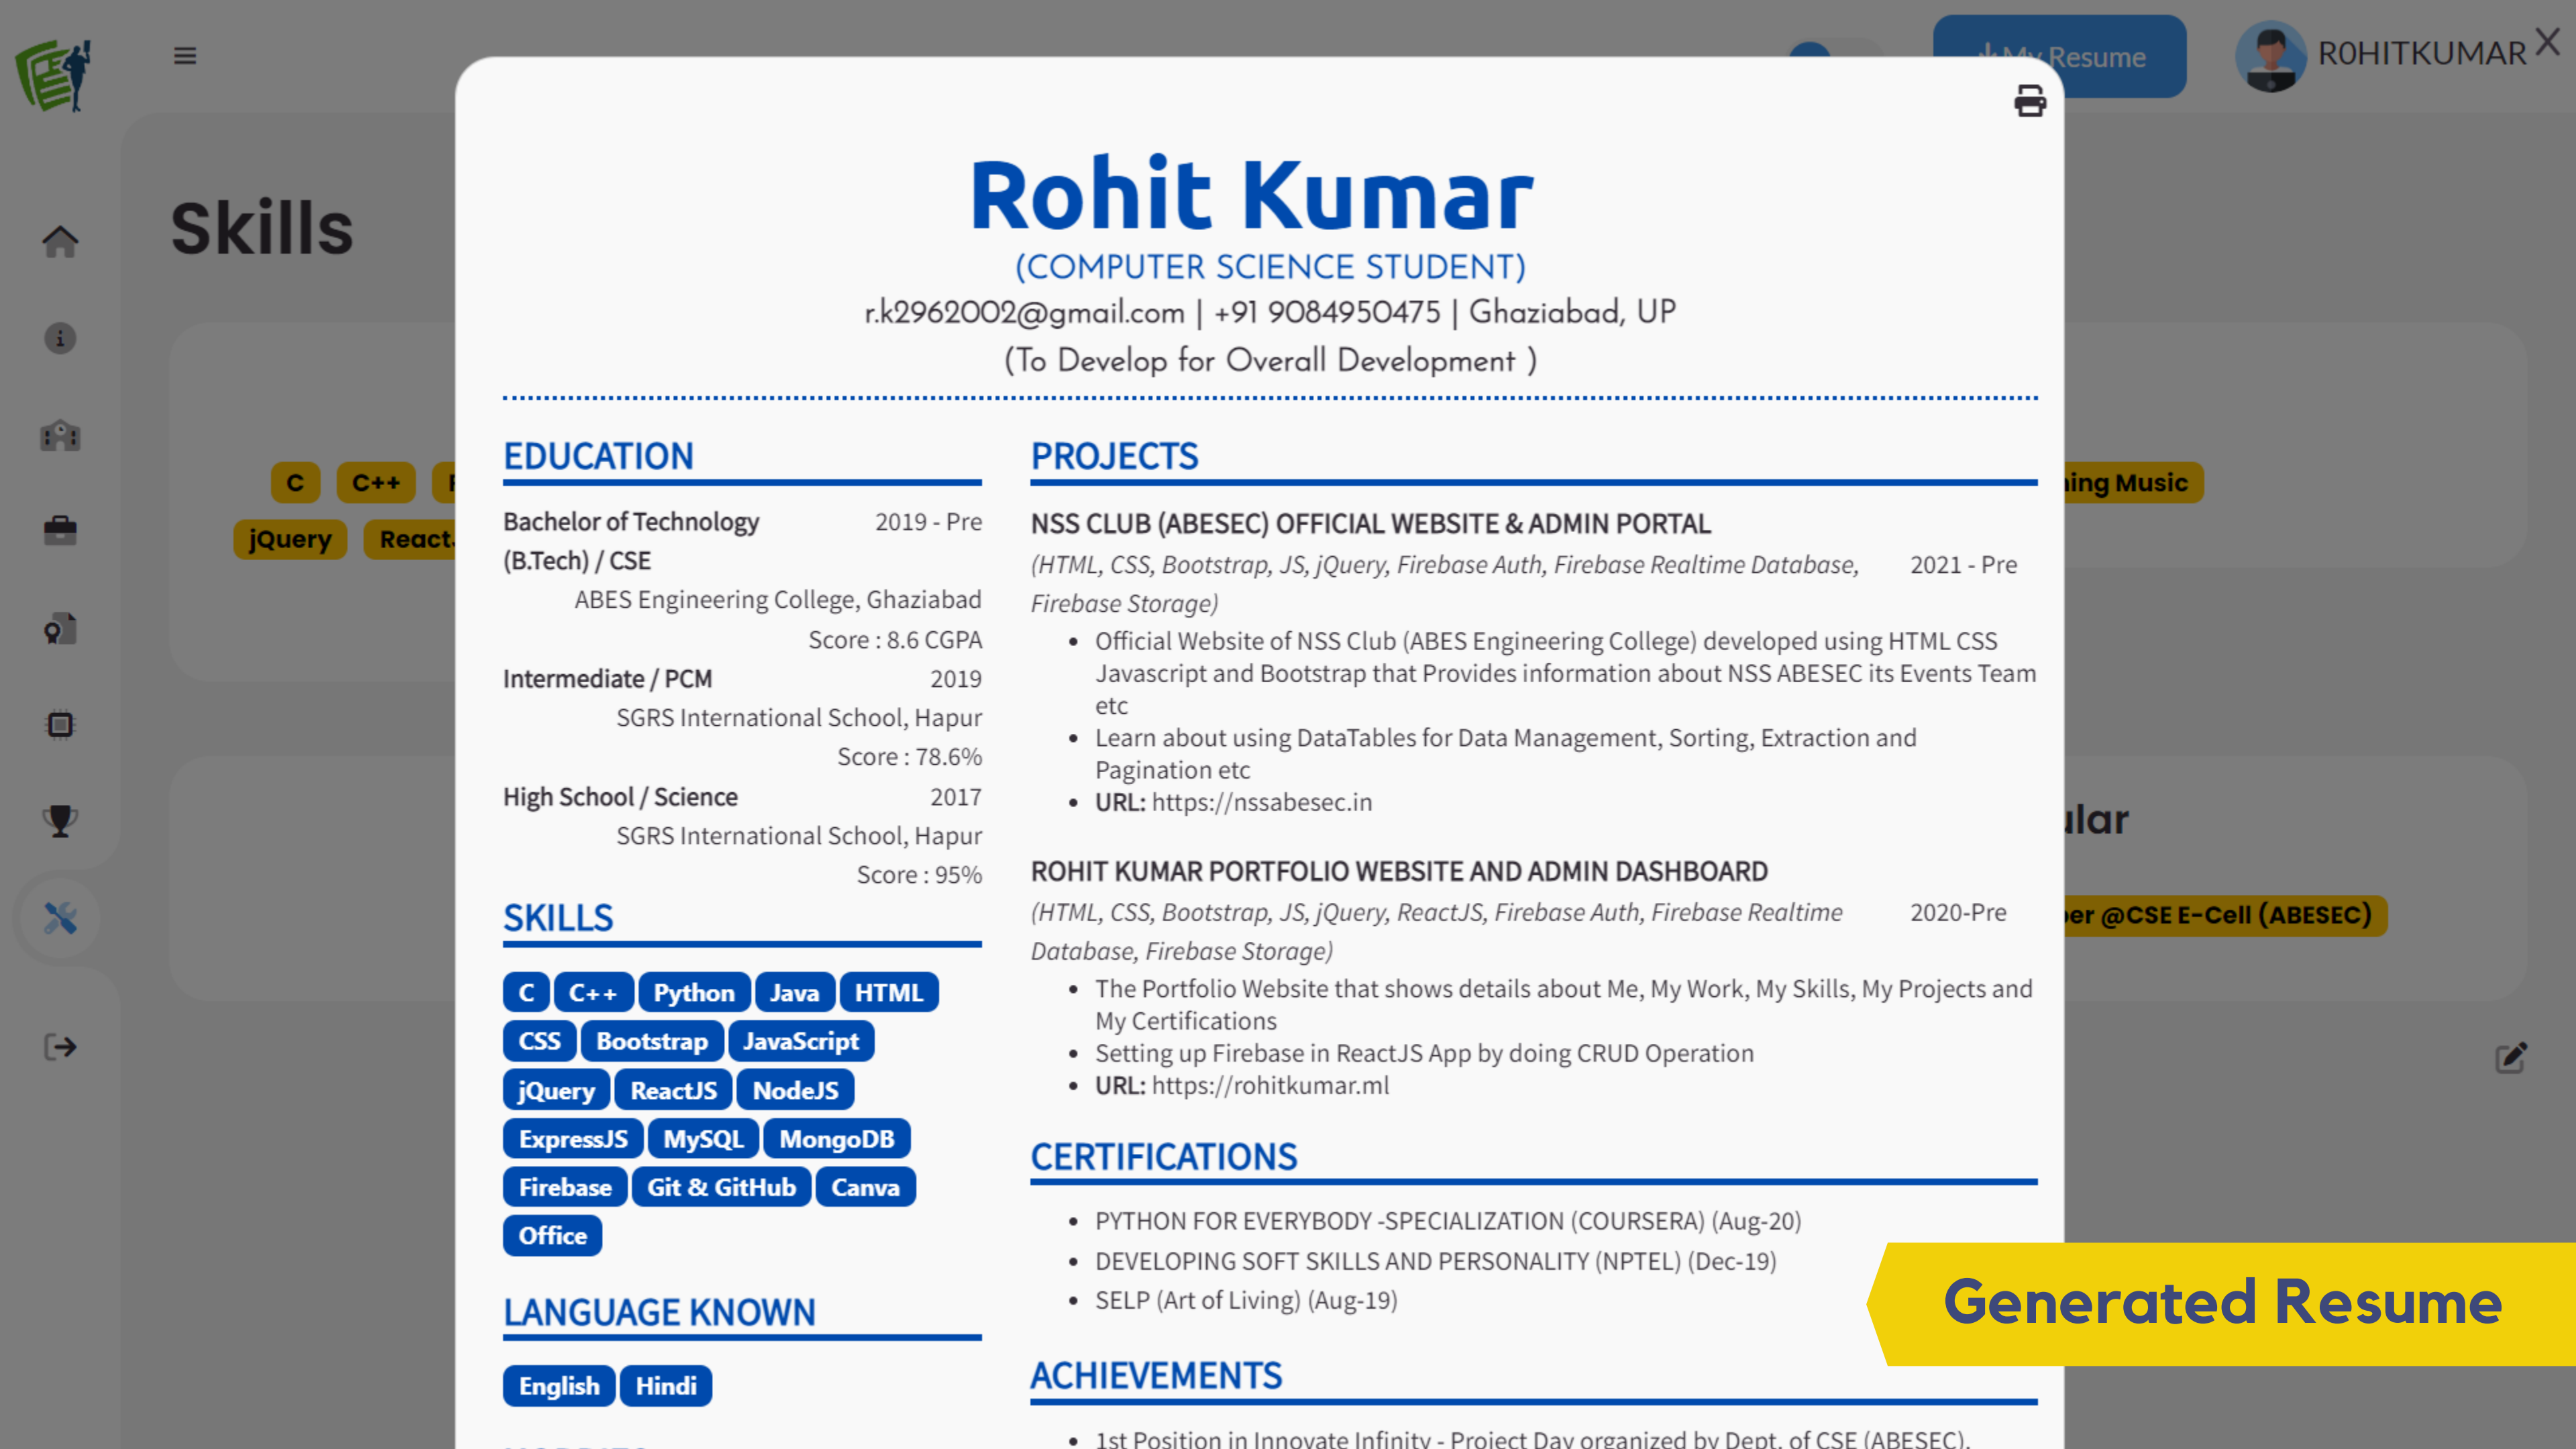 My Resume
R0HITKUMAR
Skills
C
C++
jQuery
React
ing Music
ular
er @CSE E-Cell (ABESEC)
Rohit Kumar
(COMPUTER SCIENCE STUDENT)
r.k2962002@gmail.com | +91 9084950475 | Ghaziabad, UP
(To Develop for Overall Development )
EDUCATION
Bachelor of Technology 2019 - Pre
(B.Tech) / CSE
ABES Engineering College, Ghaziabad
Score : 8.6 CGPA
Intermediate / PCM 2019
SGRS International School, Hapur
Score : 78.6%
High School / Science 2017
SGRS International School, Hapur
Score : 95%
SKILLS
C C++ Python Java HTML
CSS Bootstrap JavaScript
jQuery ReactJS NodeJS
ExpressJS MySQL MongoDB
Firebase Git & GitHub Canva
Office
LANGUAGE KNOWN
English Hindi
PROJECTS
NSS CLUB (ABESEC) OFFICIAL WEBSITE & ADMIN PORTAL
(HTML, CSS, Bootstrap, JS, jQuery, Firebase Auth, Firebase Realtime Database, 2021 - Pre
Firebase Storage)
• Official Website of NSS Club (ABES Engineering College) developed using HTML CSS
Javascript and Bootstrap that Provides information about NSS ABESEC its Events Team
etc
• Learn about using DataTables for Data Management, Sorting, Extraction and
Pagination etc
• URL: https://nssabesec.in
ROHIT KUMAR PORTFOLIO WEBSITE AND ADMIN DASHBOARD
(HTML, CSS, Bootstrap, JS, jQuery, ReactJS, Firebase Auth, Firebase Realtime 2020-Pre
Database, Firebase Storage)
• The Portfolio Website that shows details about Me, My Work, My Skills, My Projects and
My Certifications
• Setting up Firebase in ReactJS App by doing CRUD Operation
• URL: https://rohitkumar.ml
CERTIFICATIONS
• PYTHON FOR EVERYBODY -SPECIALIZATION (COURSERA) (Aug-20)
• DEVELOPING SOFT SKILLS AND PERSONALITY (NPTEL) (Dec-19)
• SELP (Art of Living) (Aug-19)
ACHIEVEMENTS
• 1st Position in Innovate Infinity - Project Day organized by Dept. of CSE (ABESEC).
Generated Resume